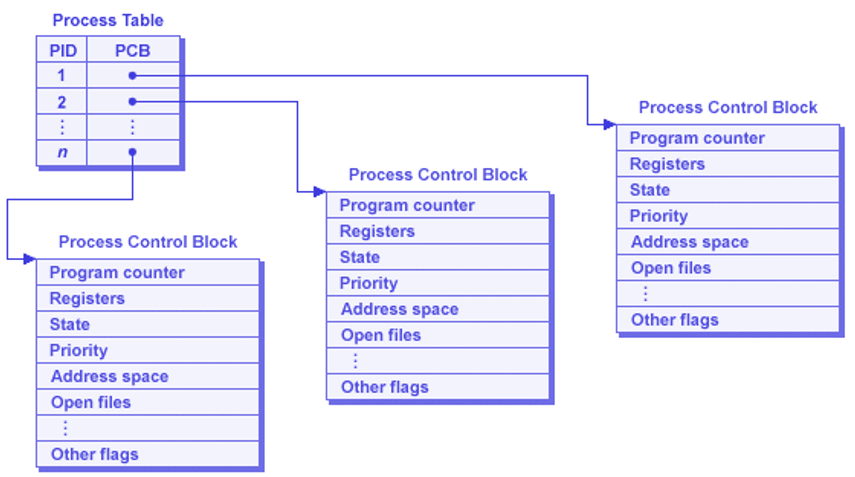 Process Table
PID PCB
1
2
⋮ ⋮
n
Process Control Block
Program counter
Registers
State
Priority
Address space
Open files
⋮
Other flags
Process Control Block
Program counter
Registers
State
Priority
Address space
Open files
⋮
Other flags
Process Control Block
Program counter
Registers
State
Priority
Address space
Open files
⋮
Other flags